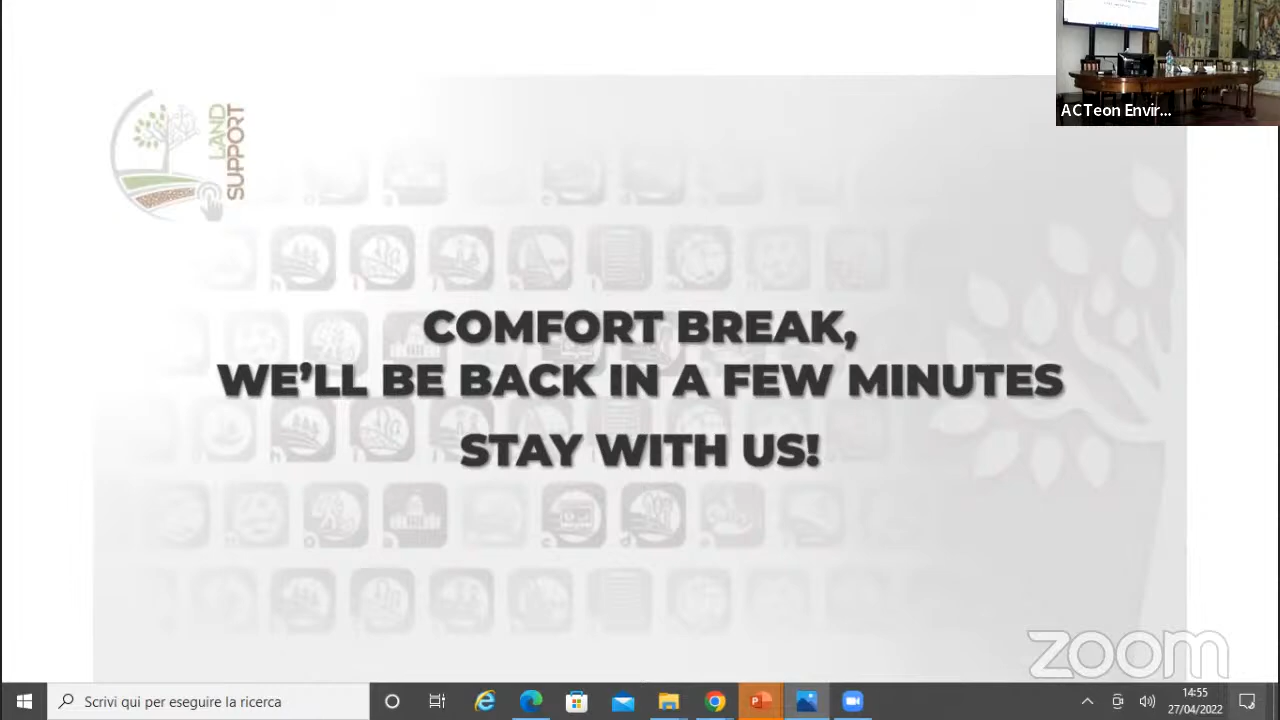 ACTeon Envir...
LAND
SUPPORT
COMFORT BREAK,
WE'LL BE BACK IN A FEW MINUTES
STAY WITH US!
zoom
Scrivi qui per eseguire la ricerca
14:55
27/04/2022